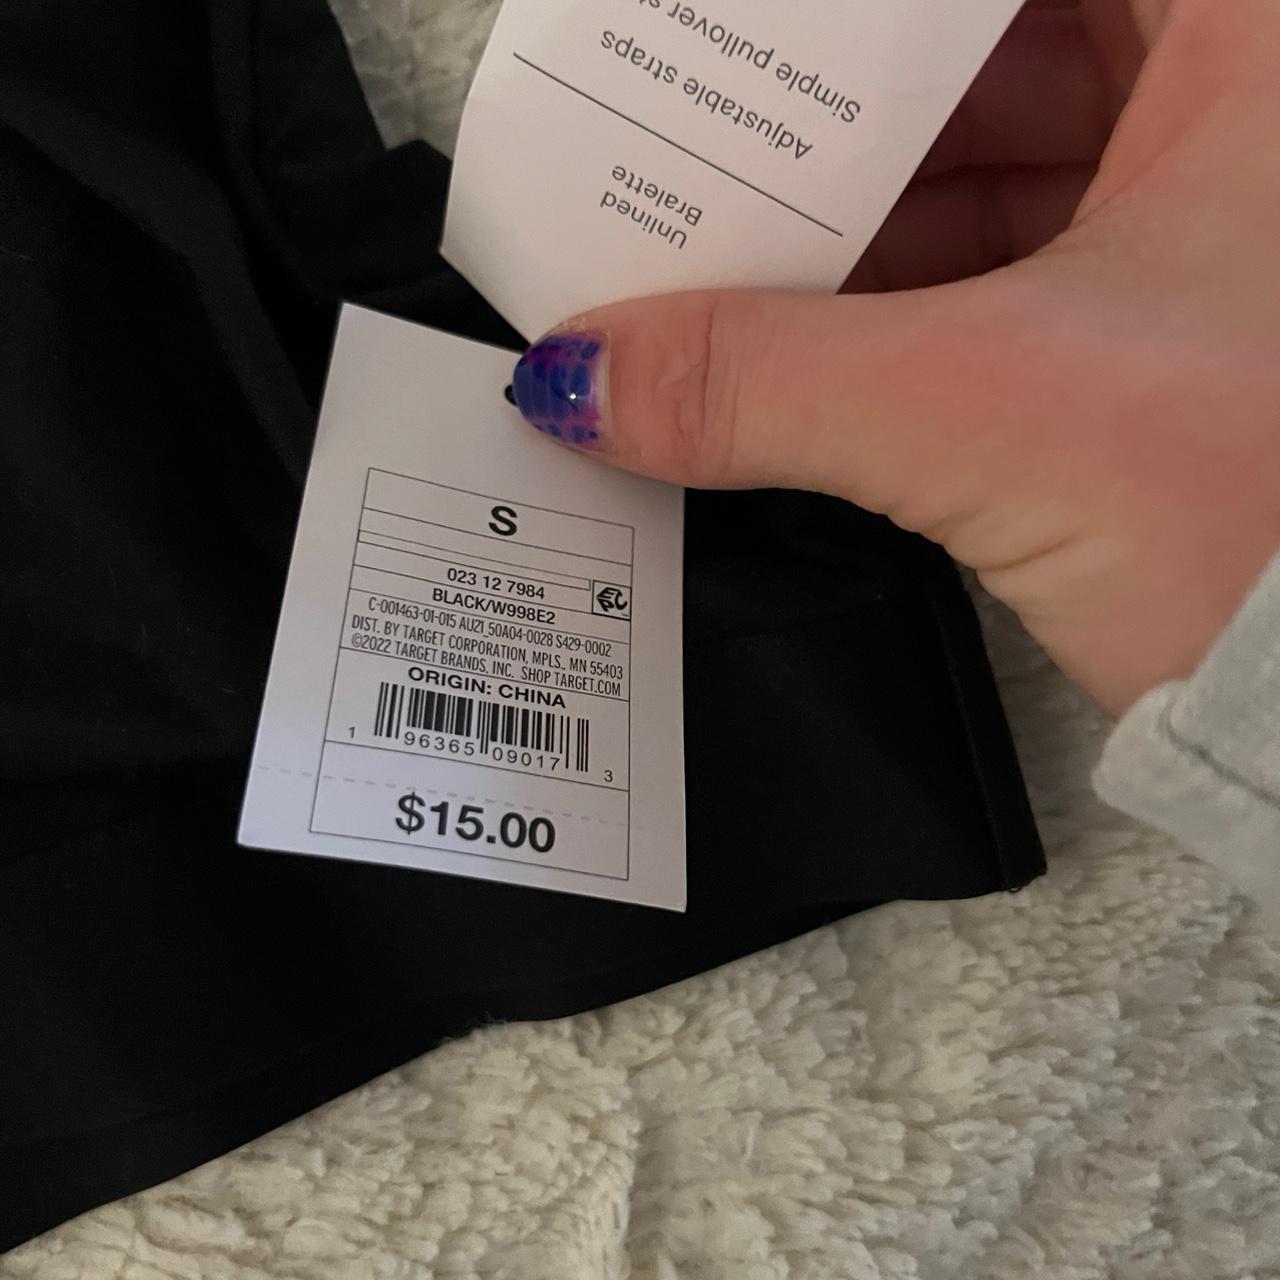 Unlined
Bralette
Adjustable straps
Simple pullover
S
023 12 7984
BLACK/W998E2
C-001463-01-015 AU21_50A04-0028 S429-0002
DIST. BY TARGET CORPORATION, MPLS., MN 55403
©2022 TARGET BRANDS, INC. SHOP TARGET.COM
ORIGIN: CHINA
1 96365 09017 3
$15.00